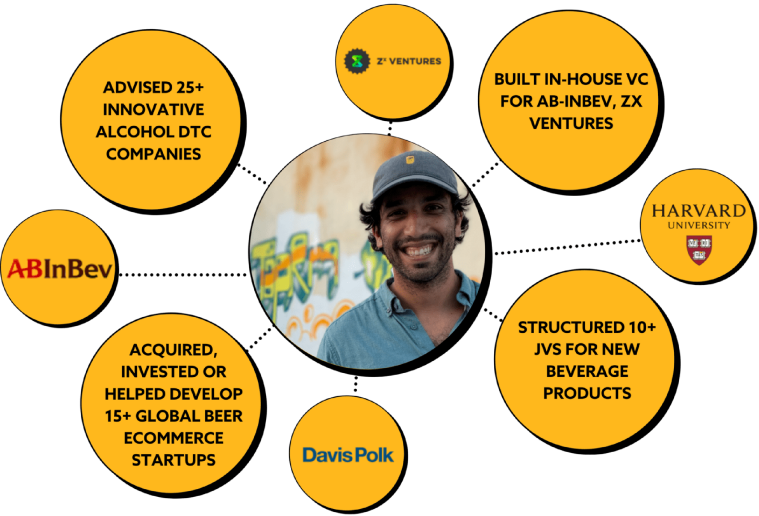 Zˣ VENTURES
ADVISED 25+
INNOVATIVE
ALCOHOL DTC
COMPANIES
BUILT IN-HOUSE VC
FOR AB-INBEV, ZX
VENTURES
HARVARD
UNIVERSITY
ABInBev
STRUCTURED 10+
JVS FOR NEW
BEVERAGE
PRODUCTS
ACQUIRED,
INVESTED OR
HELPED DEVELOP
15+ GLOBAL BEER
ECOMMERCE
STARTUPS
DavisPolk